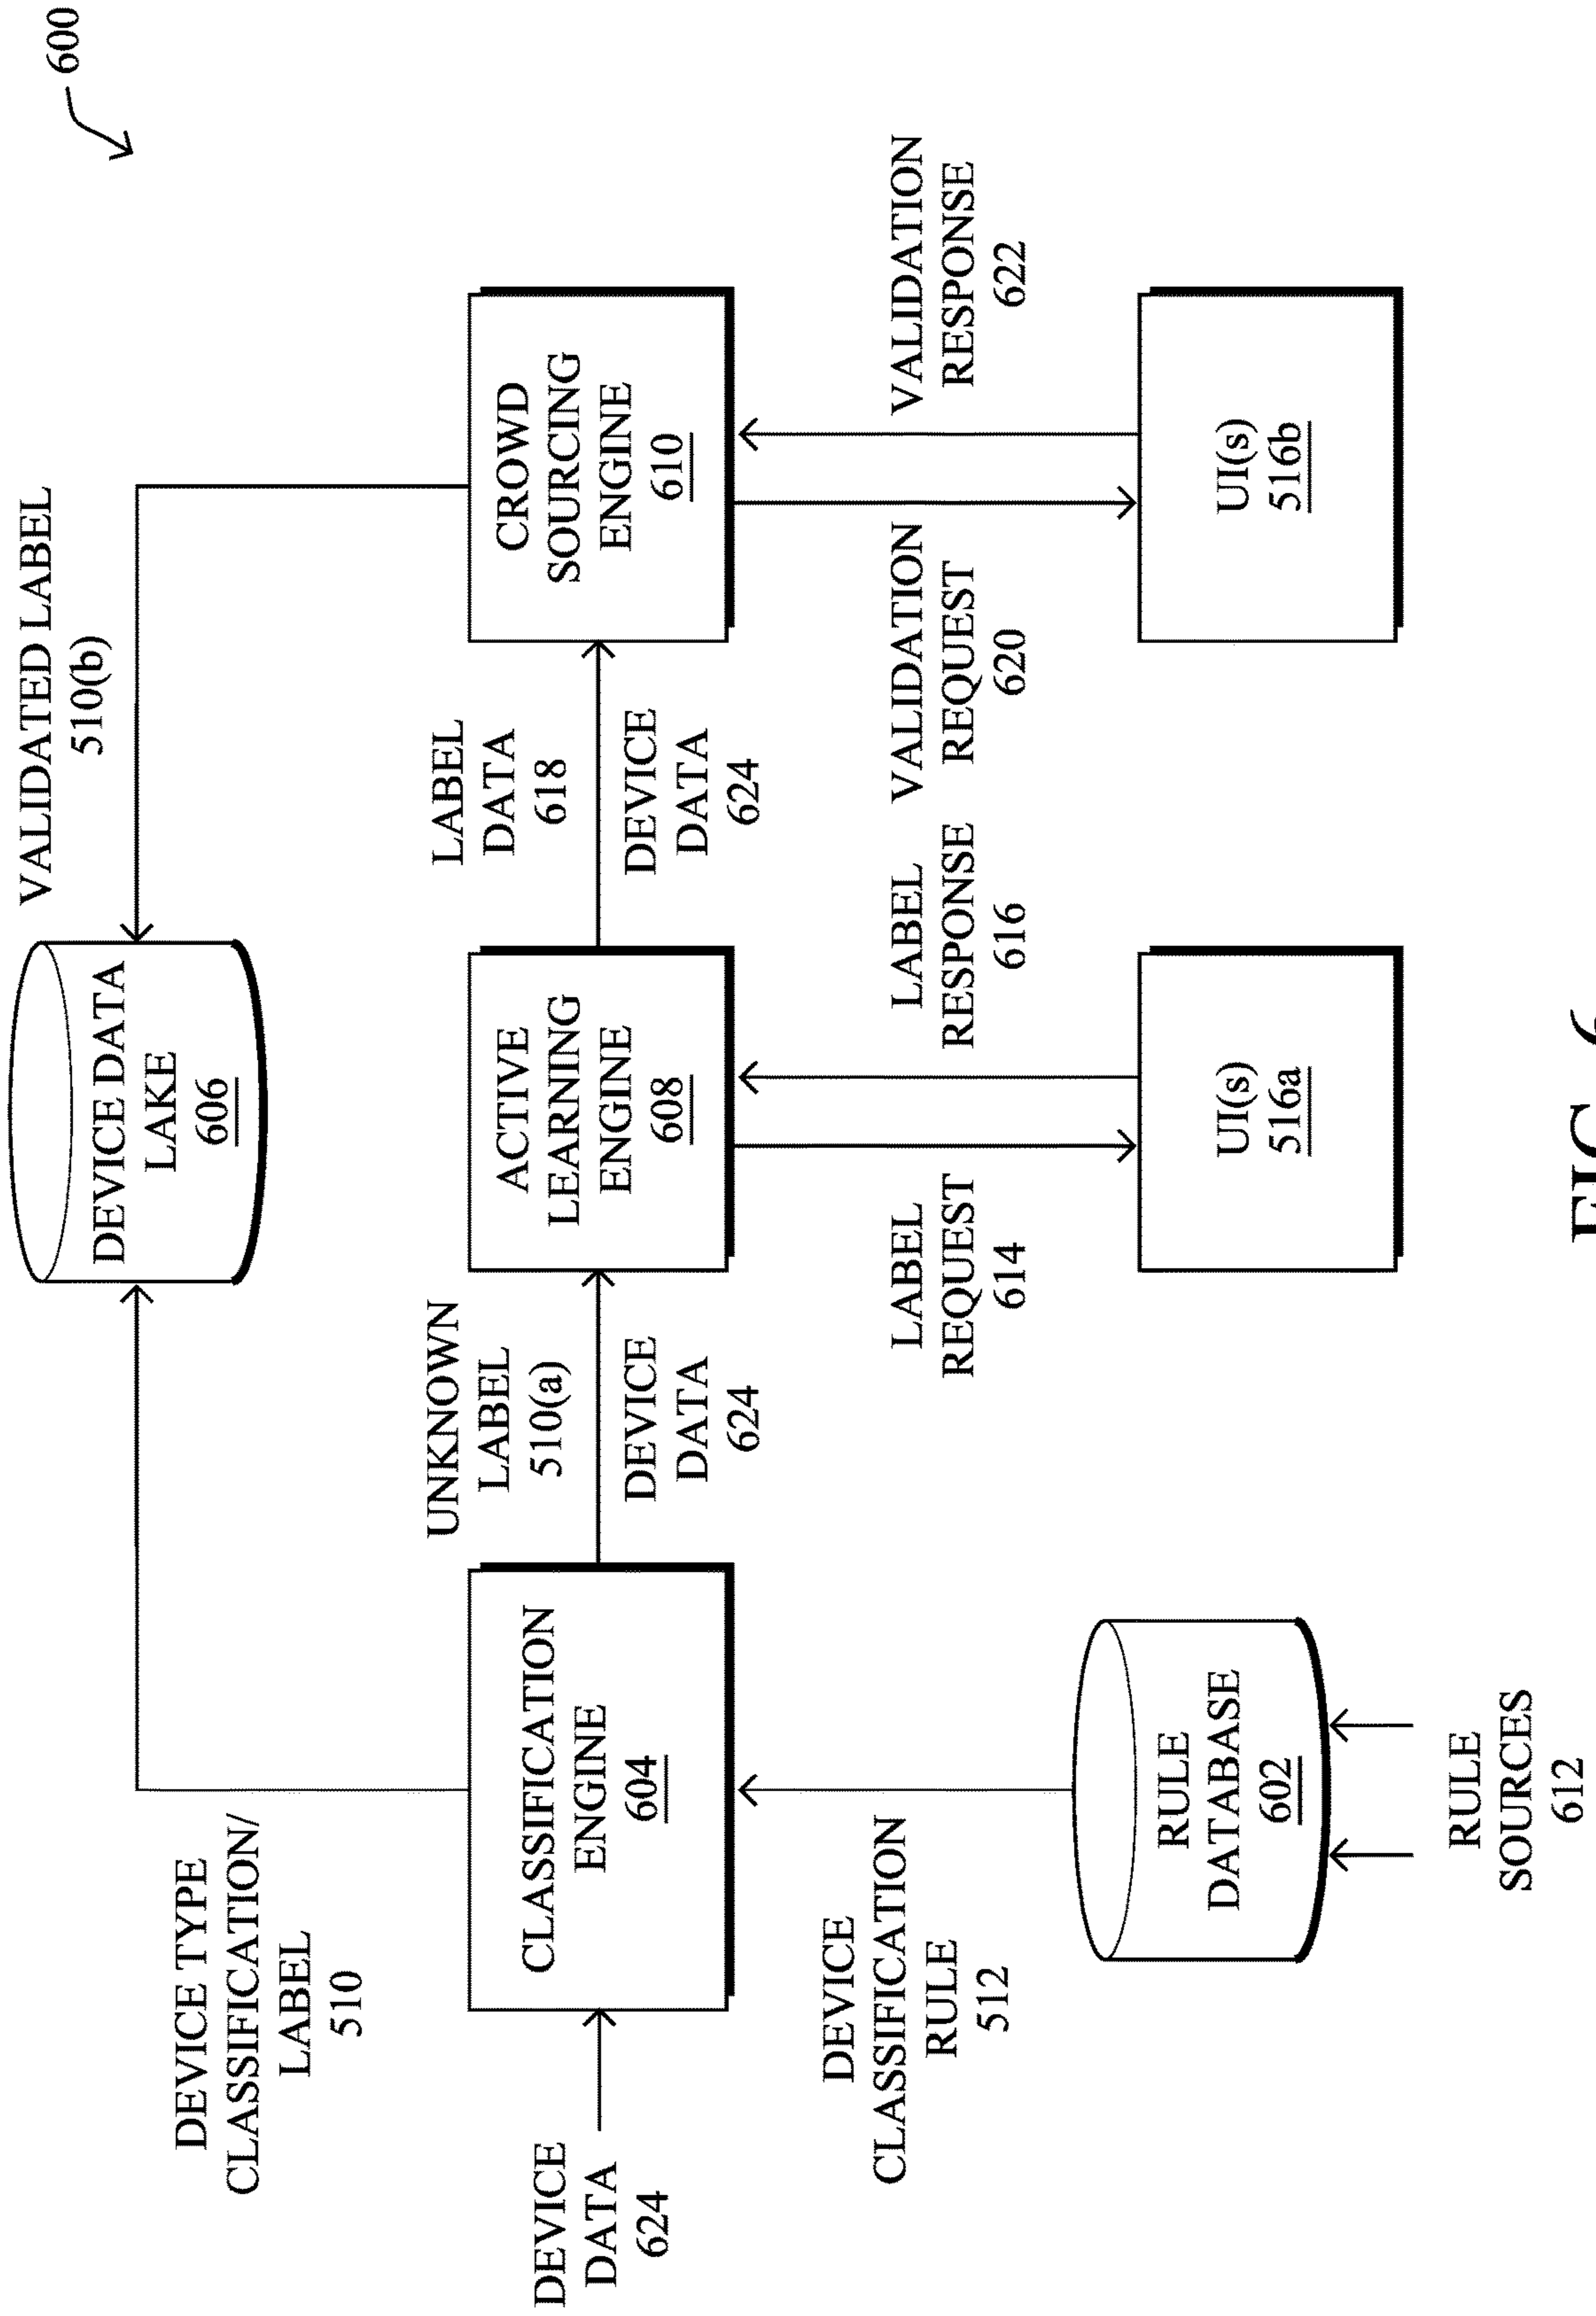 600
VALIDATED LABEL
510(b)
DEVICE DATA
LAKE
606
DEVICE TYPE
CLASSIFICATION/
LABEL
510
DEVICE
DATA
624
CLASSIFICATION
ENGINE
604
UNKNOWN
LABEL
510(a)
DEVICE
DATA
624
ACTIVE
LEARNING
ENGINE
608
LABEL
DATA
618
DEVICE
DATA
624
CROWD
SOURCING
ENGINE
610
DEVICE
CLASSIFICATION
RULE
512
LABEL
REQUEST
614
LABEL
RESPONSE
616
VALIDATION
REQUEST
620
VALIDATION
RESPONSE
622
RULE
DATABASE
602
UI(s)
516a
UI(s)
516b
RULE
SOURCES
612
FIG. 6